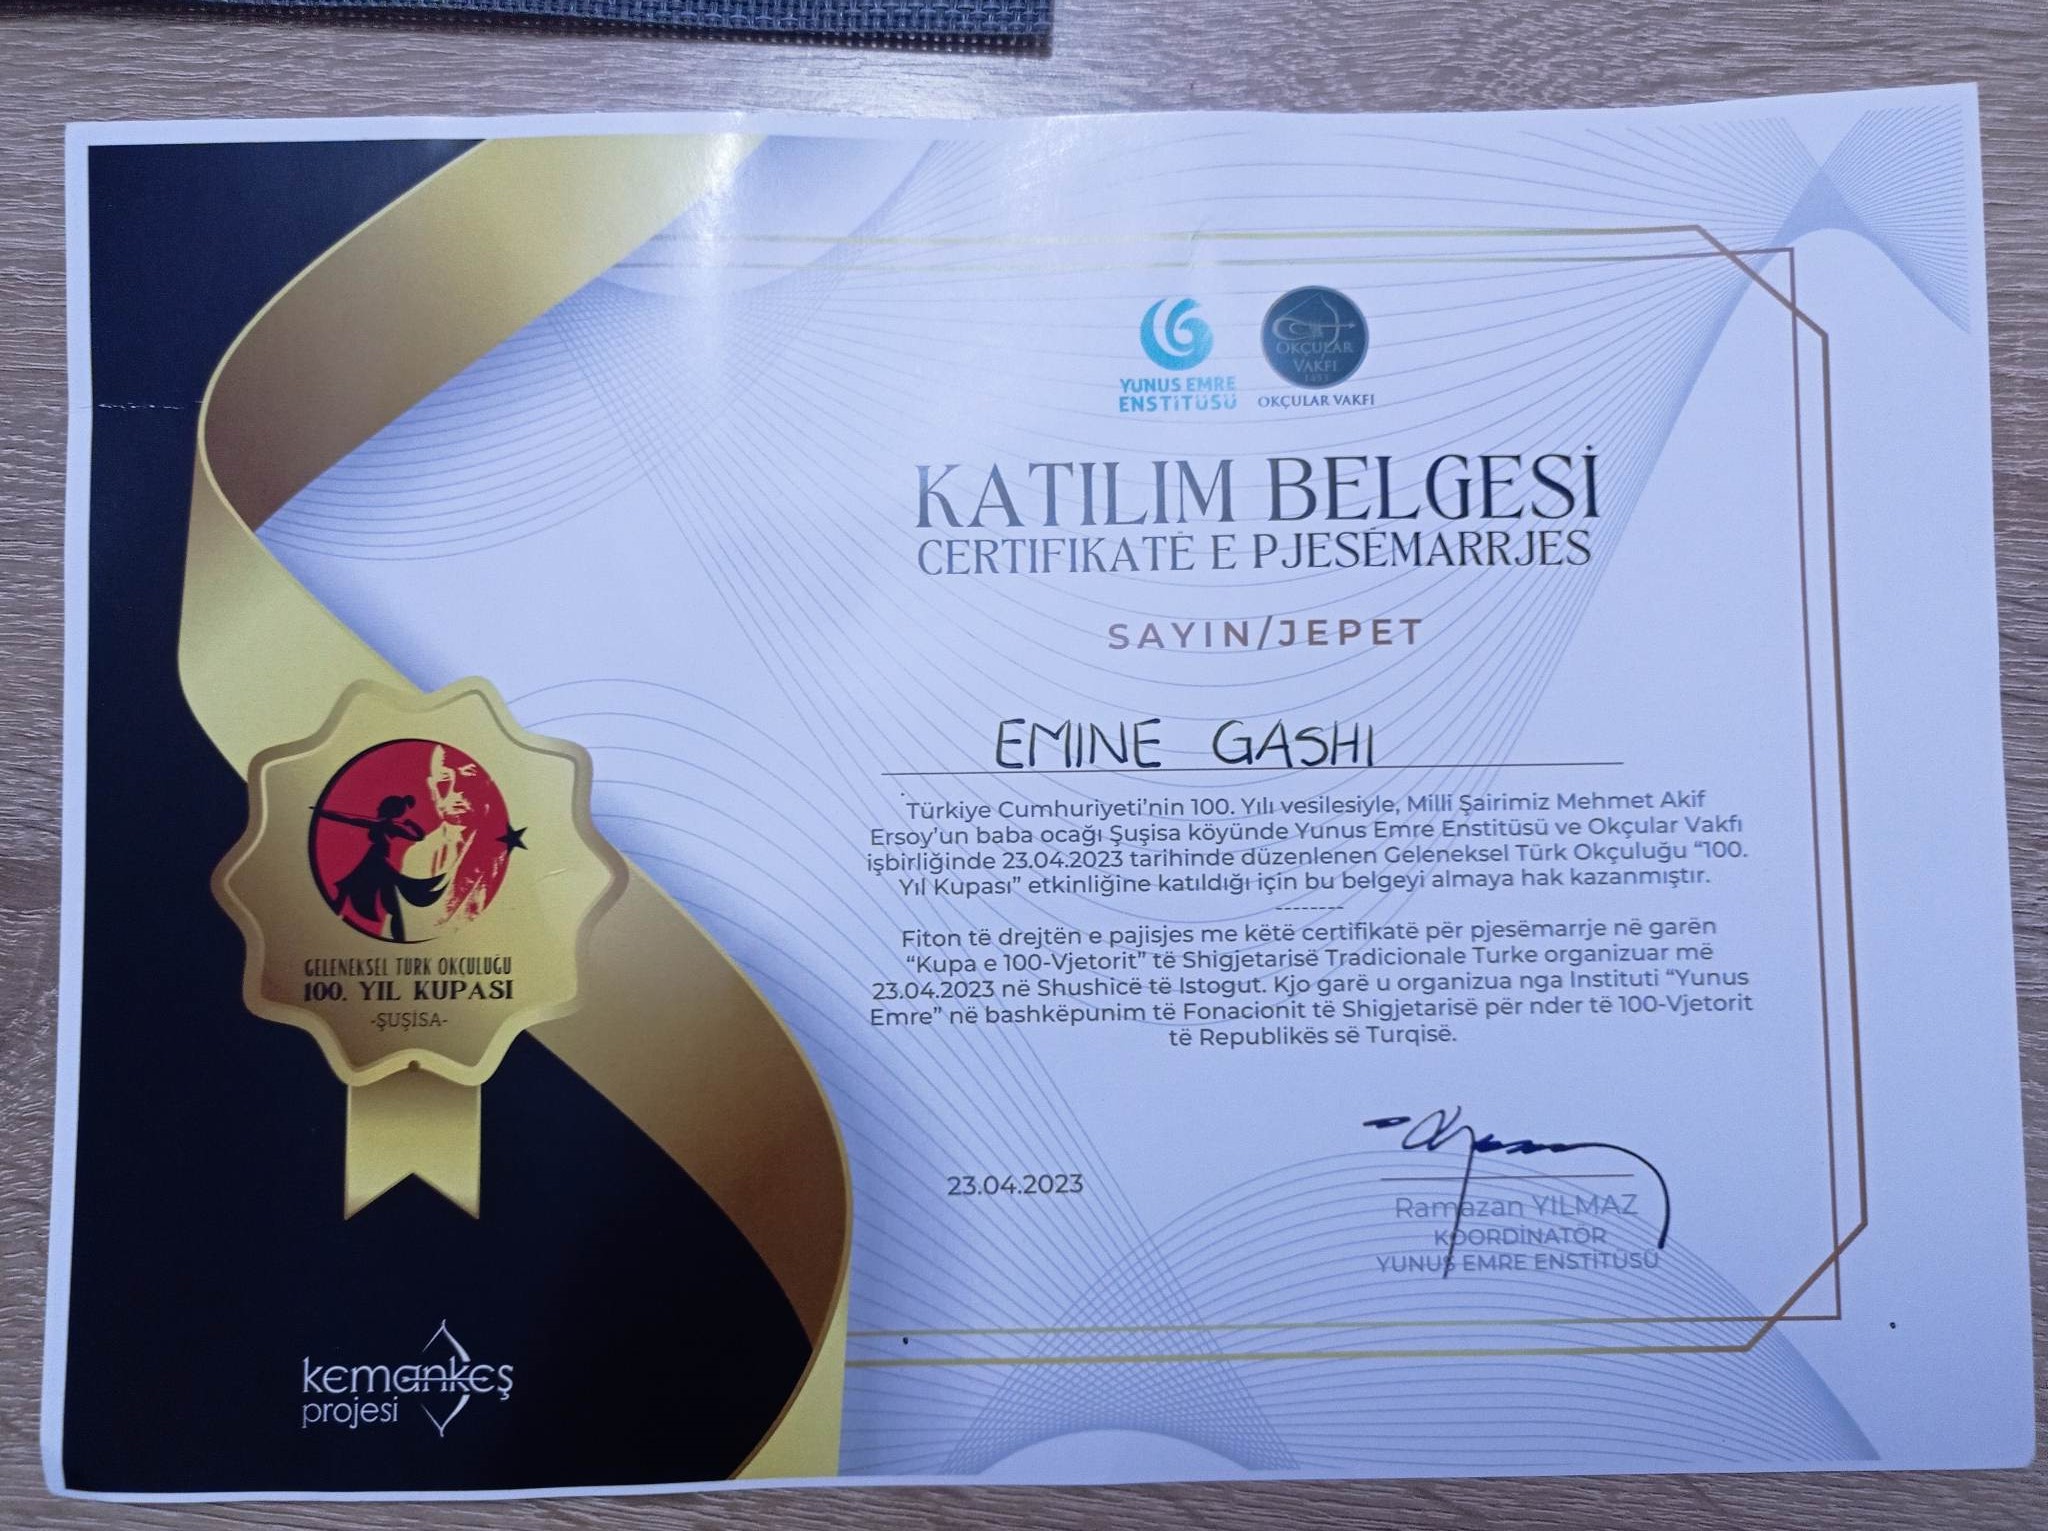 YUNUS EMRE
ENSTİTÜSÜ
OKÇULAR
VAKFI
1453
OKÇULAR VAKFI
KATILIM BELGESİ
CERTIFIKATË E PJESËMARRJES
SAYIN/JEPET
EMINE GASHI
Türkiye Cumhuriyeti’nin 100. Yılı vesilesiyle, Milli Şairimiz Mehmet Akif
Ersoy’un baba ocağı Şuşisa köyünde Yunus Emre Enstitüsü ve Okçular Vakfı
işbirliğinde 23.04.2023 tarihinde düzenlenen Geleneksel Türk Okçuluğu “100.
Yıl Kupası” etkinliğine katıldığı için bu belgeyi almaya hak kazanmıştır.
--------
Fiton të drejtën e pajisjes me këtë certifikatë për pjesëmarrje në garën
“Kupa e 100-Vjetorit” të Shigjetarisë Tradicionale Turke organizuar më
23.04.2023 në Shushicë të Istogut. Kjo garë u organizua nga Instituti “Yunus
Emre” në bashkëpunim të Fonacionit të Shigjetarisë për nder të 100-Vjetorit
të Republikës së Turqisë.
23.04.2023
Ramazan YILMAZ
KOORDİNATÖR
YUNUS EMRE ENSTİTÜSÜ
GELENEKSEL TÜRK OKÇULUĞU
100. YIL KUPASI
-ŞUŞİSA-
kemankeş
projesi